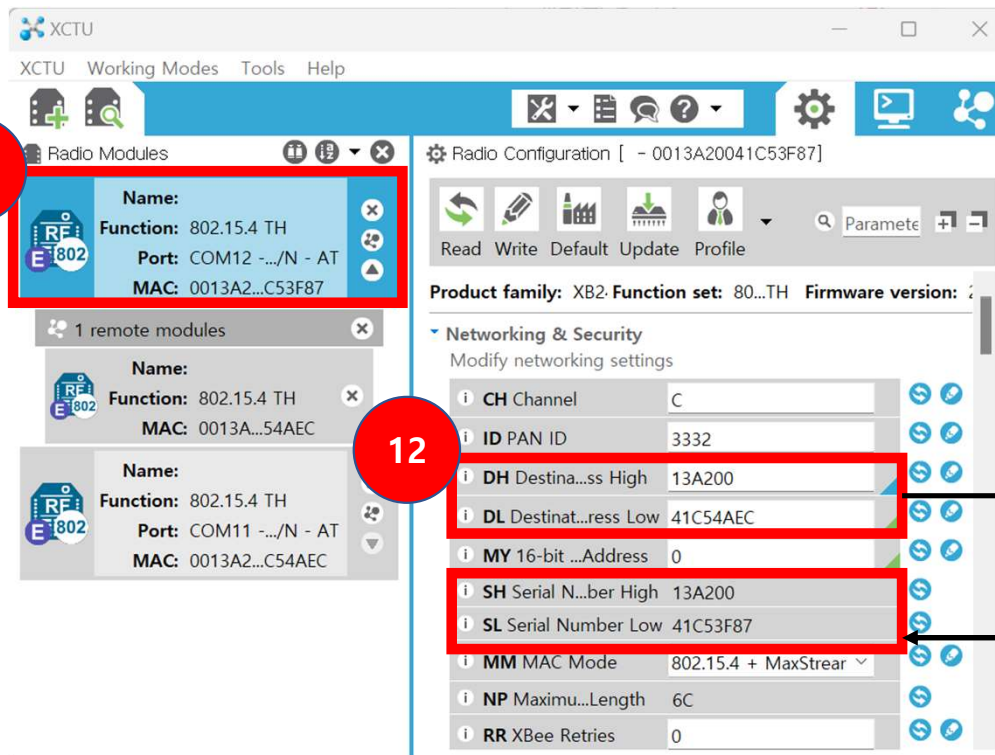 XCTU
XCTU Working Modes Tools Help
Radio Modules
Name:
Function: 802.15.4 TH
Port: COM12 -.../N - AT
MAC: 0013A2...C53F87
1 remote modules
Name:
Function: 802.15.4 TH
MAC: 0013A...54AEC
Name:
Function: 802.15.4 TH
Port: COM11 -.../N - AT
MAC: 0013A2...C54AEC
RF 802 E
RF 802 E
RF 802 E
12
Radio Configuration [ - 0013A20041C53F87]
Read Write Default Update Profile
Paramete
Product family: XB2 Function set: 80...TH Firmware version:
Networking & Security
Modify networking settings
i CH Channel C
i ID PAN ID 3332
i DH Destina...ss High 13A200
i DL Destinat...ress Low 41C54AEC
i MY 16-bit ...Address 0
i SH Serial N...ber High 13A200
i SL Serial Number Low 41C53F87
i MM MAC Mode 802.15.4 + MaxStrear
i NP Maximu...Length 6C
i RR XBee Retries 0